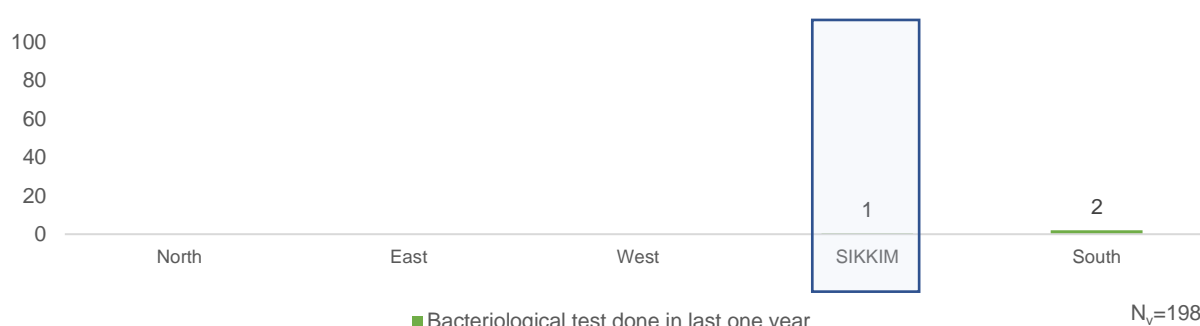 100
80
60
40
20
0
1
2
North East West SIKKIM South
Bacteriological test done in last one year
Nᵥ=198